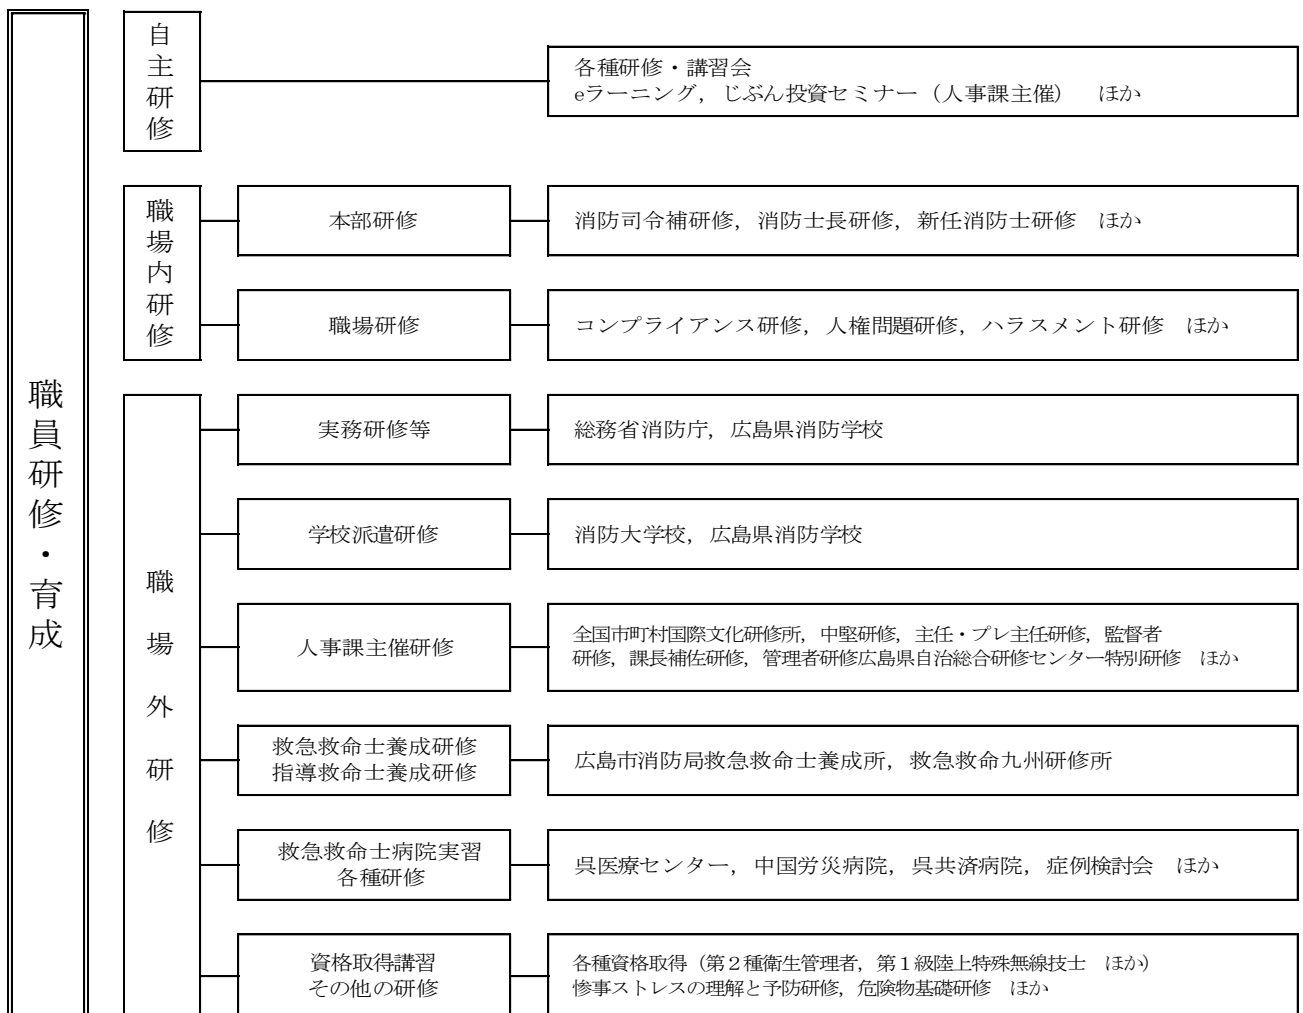 職員研修・育成
自主研修
各種研修・講習会
eラーニング，じぶん投資セミナー（人事課主催）　ほか
職場内研修
本部研修
消防司令補研修，消防士長研修，新任消防士研修　ほか
職場研修
コンプライアンス研修，人権問題研修，ハラスメント研修　ほか
職場外研修
実務研修等
総務省消防庁，広島県消防学校
学校派遣研修
消防大学校，広島県消防学校
人事課主催研修
全国市町村国際文化研修所，中堅研修，主任・プレ主任研修，監督者
研修，課長補佐研修，管理者研修広島県自治総合研修センター特別研修　ほか
救急救命士養成研修
指導救命士養成研修
広島市消防局救急救命士養成所，救急救命九州研修所
救急救命士病院実習
各種研修
呉医療センター，中国労災病院，呉共済病院，症例検討会　ほか
資格取得講習
その他の研修
各種資格取得（第２種衛生管理者，第１級陸上特殊無線技士　ほか）
惨事ストレスの理解と予防研修，危険物基礎研修　ほか